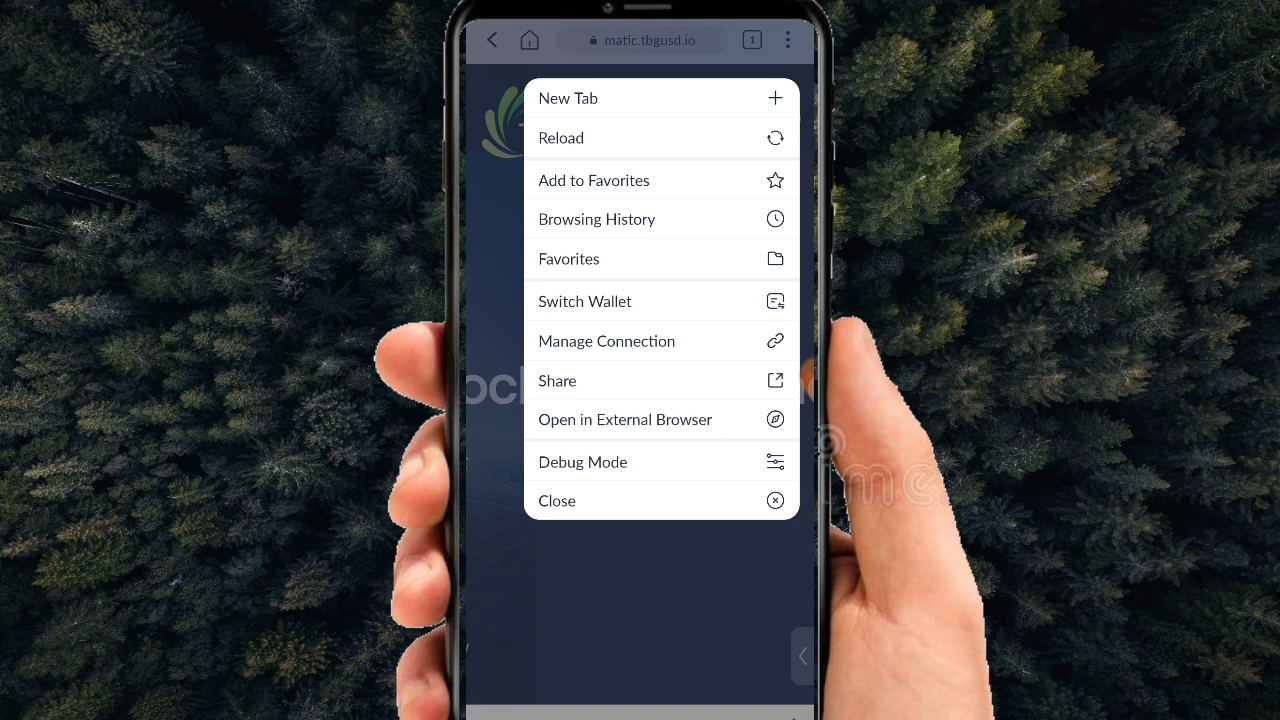 matic.tbgusd.io
1
New Tab
Reload
Add to Favorites
Browsing History
Favorites
Switch Wallet
Manage Connection
Share
Open in External Browser
Debug Mode
Close